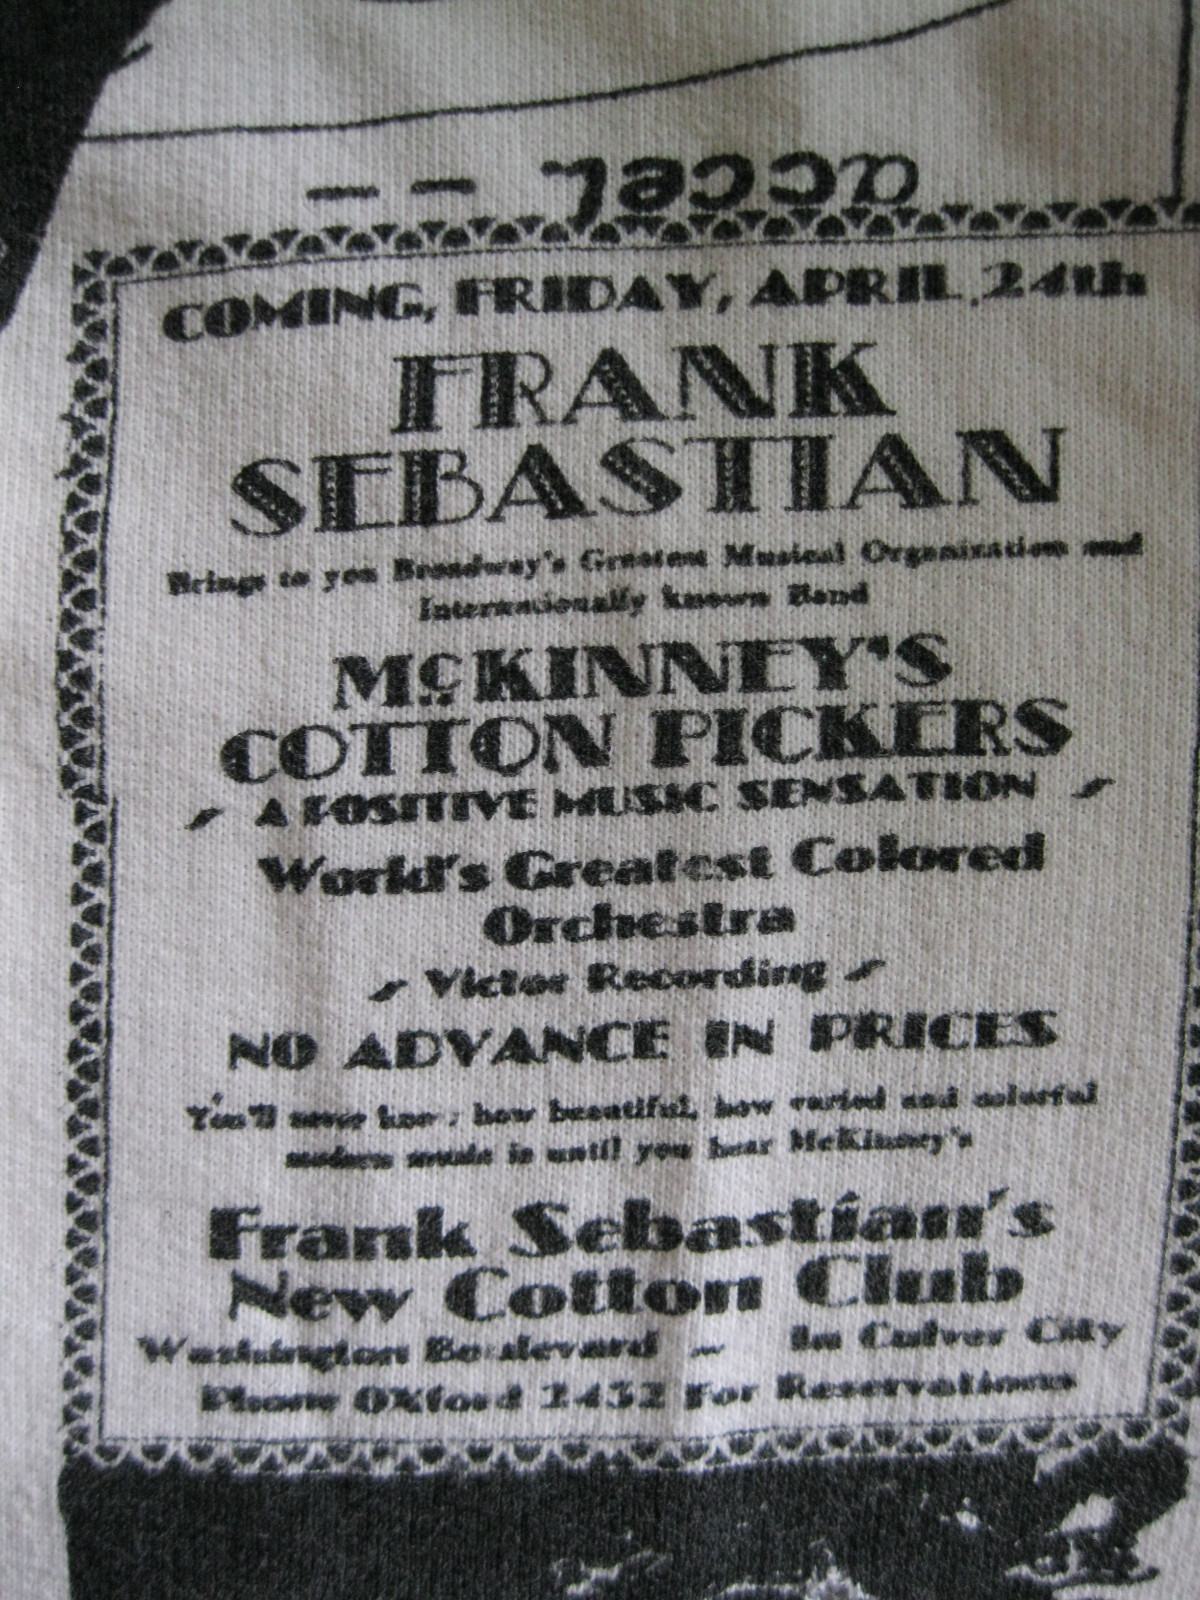 accel - -
COMING, FRIDAY, APRIL 24th
FRANK
SEBASTIAN
Brings to you Broadway's Greatest Musical Organization and
Internationally known Band
McKINNEY'S
COTTON PICKERS
A POSITIVE MUSIC SENSATION
World's Greatest Colored
Orchestra
Victor Recording
NO ADVANCE IN PRICES
You'll never know how beautiful, how varied and colorful
modern music is until you hear McKinney's
Frank Sebastian's
New Cotton Club
Washington Boulevard - In Culver City
Phone OXford 2432 For Reservations